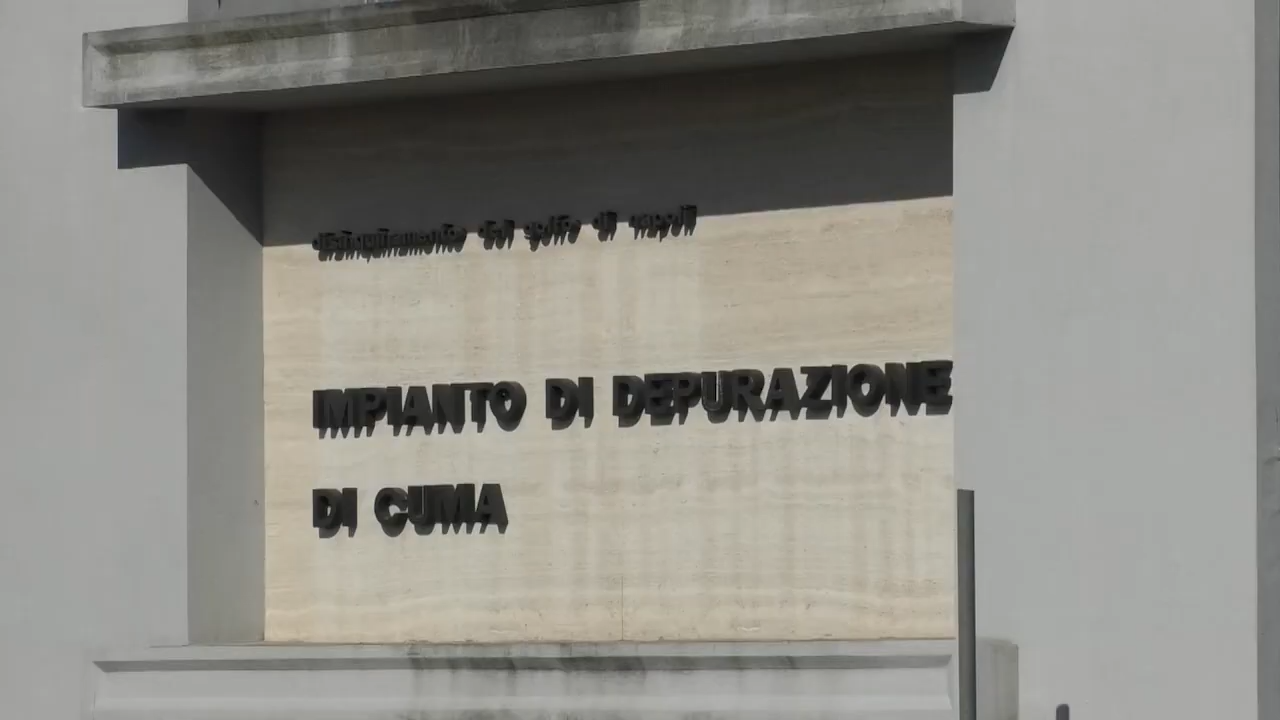 disinquinamento del golfo di napoli
IMPIANTO DI DEPURAZIONE
DI CUMA